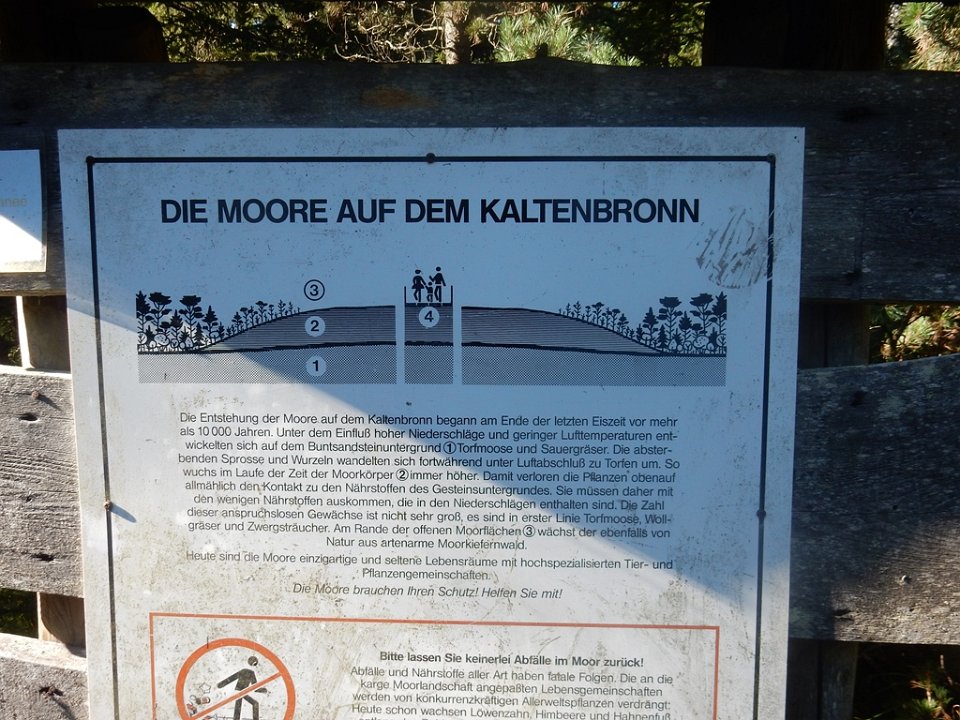 nnee
DIE MOORE AUF DEM KALTENBRONN
③
②
④
①
Die Entstehung der Moore auf dem Kaltenbronn begann am Ende der letzten Eiszeit vor mehr
als 10 000 Jahren. Unter dem Einfluß hoher Niederschläge und geringer Lufttemperaturen ent-
wickelten sich auf dem Buntsandsteinuntergrund ① Torfmoose und Sauergräser. Die abster-
benden Sprosse und Wurzeln wandelten sich fortwährend unter Luftabschluß zu Torfen um. So
wuchs im Laufe der Zeit der Moorkörper ② immer höher. Damit verloren die Pflanzen obenauf
allmählich den Kontakt zu den Nährstoffen des Gesteinsuntergrundes. Sie müssen daher mit
den wenigen Nährstoffen auskommen, die in den Niederschlägen enthalten sind. Die Zahl
dieser anspruchslosen Gewächse ist nicht sehr groß, es sind in erster Linie Torfmoose, Woll-
gräser und Zwergsträucher. Am Rande der offenen Moorflächen ③ wächst der ebenfalls von
Natur aus artenarme Moorkiefernwald.
Heute sind die Moore einzigartige und seltene Lebensräume mit hochspezialisierten Tier- und
Pflanzengemeinschaften.
Die Moore brauchen Ihren Schutz! Helfen Sie mit!
Bitte lassen Sie keinerlei Abfälle im Moor zurück!
Abfälle und Nährstoffe aller Art haben fatale Folgen. Die an die
karge Moorlandschaft angepaßten Lebensgemeinschaften
werden von konkurrenzkräftigen Allerweltspflanzen verdrängt:
Heute schon wachsen Löwenzahn, Himbeere und Hahnenfuß